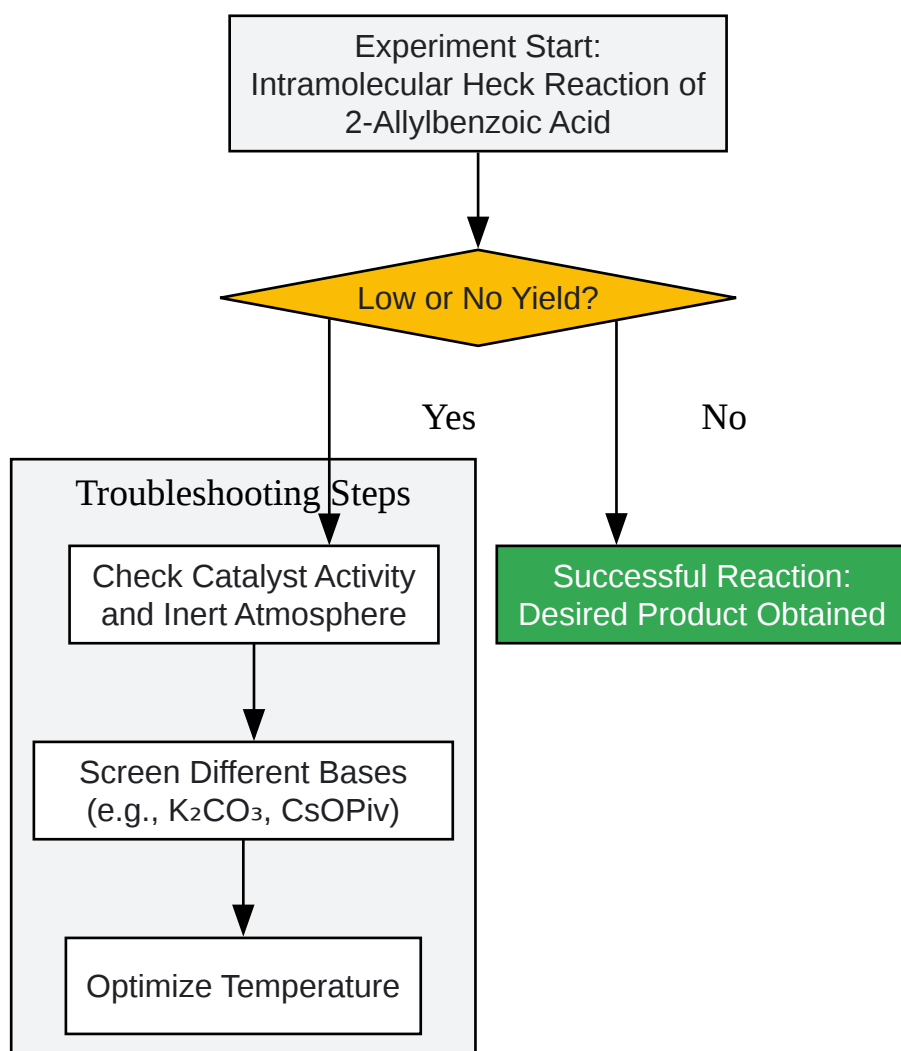 Experiment Start:
Intramolecular Heck Reaction of
2-Allylbenzoic Acid
Low or No Yield?
Yes
No
Troubleshooting Steps
Check Catalyst Activity
and Inert Atmosphere
Successful Reaction:
Desired Product Obtained
Screen Different Bases
(e.g., K₂CO₃, CsOPiv)
Optimize Temperature